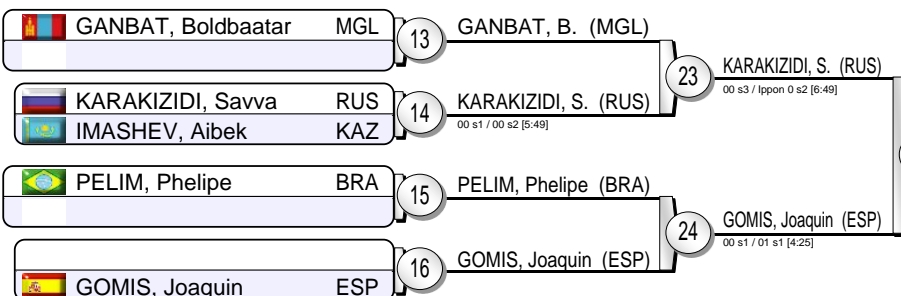 GANBAT, Boldbaatar MGL
13
GANBAT, B. (MGL)
KARAKIZIDI, Savva RUS
IMASHEV, Aibek KAZ
14
KARAKIZIDI, S. (RUS)
00 s1 / 00 s2 [5:49]
23
KARAKIZIDI, S. (RUS)
00 s3 / Ippon 0 s2 [6:49]
PELIM, Phelipe BRA
15
PELIM, Phelipe (BRA)
GOMIS, Joaquin ESP
16
GOMIS, Joaquin (ESP)
24
GOMIS, Joaquin (ESP)
00 s1 / 01 s1 [4:25]